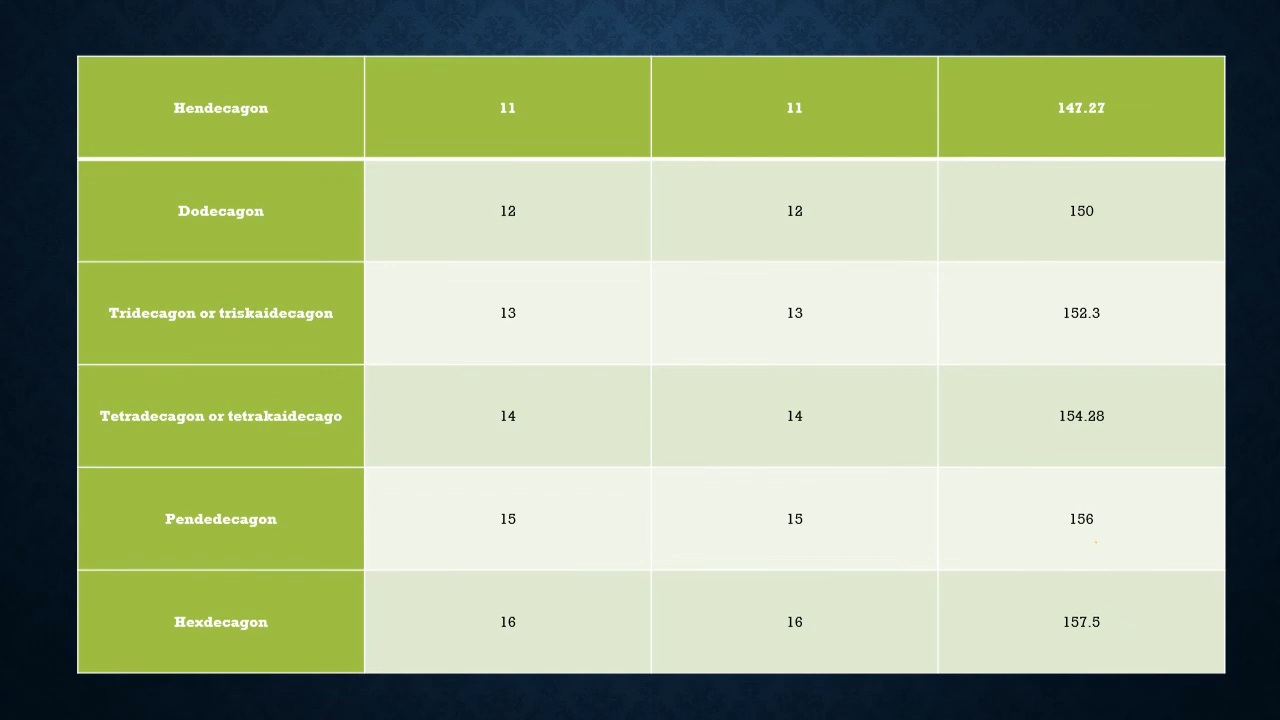 Hendecagon 11 11 147.27
Dodecagon 12 12 150
Tridecagon or triskaidecagon 13 13 152.3
Tetradecagon or tetrakaidecago 14 14 154.28
Pendedecagon 15 15 156
Hexdecagon 16 16 157.5